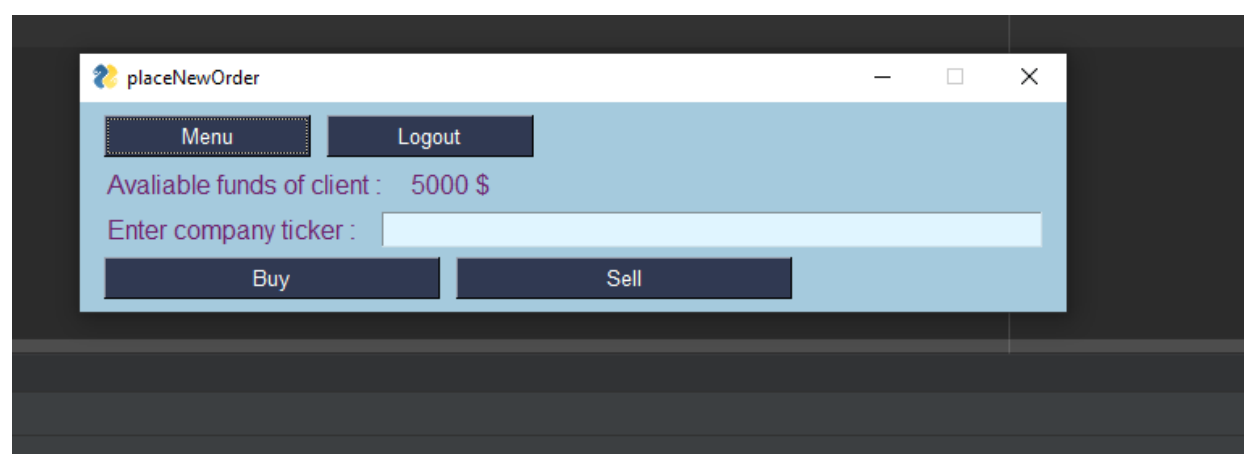 placeNewOrder
Menu Logout
Avaliable funds of client : 5000 $
Enter company ticker :
Buy Sell